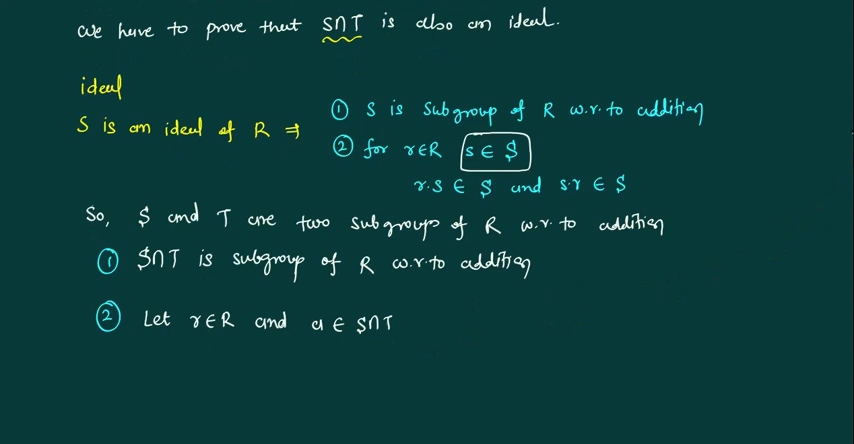 We have to prove that S∩T is also an ideal.
ideal
S is an ideal of R ⇒
① S is subgroup of R w.r.to addition
② for r∈R s ∈ $
r.s ∈ $ and s.r ∈ $
So, $ and T are two subgroups of R w.r.to addition
① $∩T is subgroup of R w.r.to addition
② Let r∈R and a ∈ $∩T